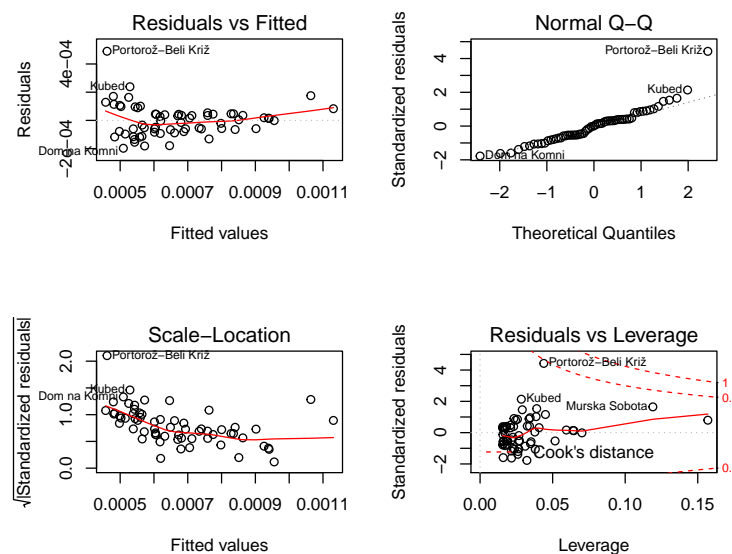 Residuals vs Fitted
Residuals
−2e−04
4e−04
Portorož−Beli Križ
Kubed
Dom na Komni
0.0005 0.0007 0.0009 0.0011
Fitted values
Normal Q−Q
Standardized residuals
−2
0
2
4
Portorož−Beli Križ
Kubed
Dom na Komni
−2 −1 0 1 2
Theoretical Quantiles
Scale−Location
√|Standardized residuals
0.0
1.0
2.0
Portorož−Beli Križ
Kubed
Dom na Komni
0.0005 0.0007 0.0009 0.0011
Fitted values
Residuals vs Leverage
Standardized residuals
−2
0
2
4
Portorož−Beli Križ
Kubed
Murska Sobota
Cook's distance
1
0.
0.
0.00 0.05 0.10 0.15
Leverage